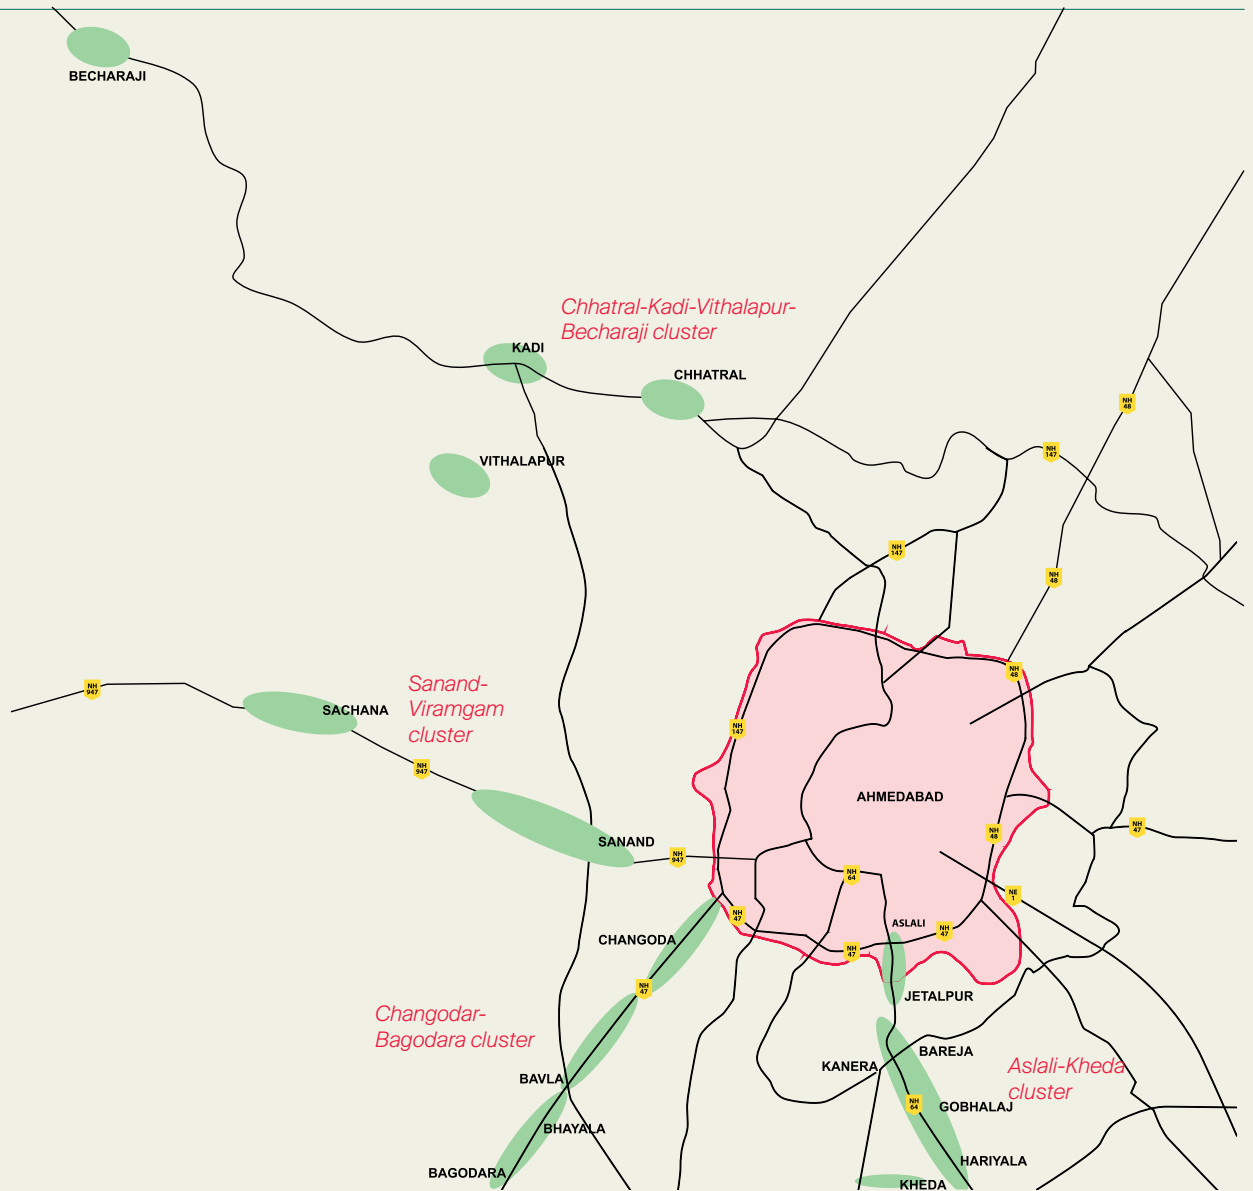 BECHARAJI
Chhatral-Kadi-Vithalapur-
Becharaji cluster
KADI
CHHATRAL
NH
48
NH
147
VITHALAPUR
NH
147
NH
48
NH
48
Sanand-
Viramgam
cluster
NH
947
SACHANA
NH
147
NH
947
AHMEDABAD
NH
47
NH
48
SANAND
NH
947
NH
64
NE
1
NH
47
ASLALI
NH
47
CHANGODA
NH
47
NH
47
JETALPUR
Changodar-
Bagodara cluster
BAREJA
KANERA
Aslali-Kheda
cluster
BAVLA
NH
64
GOBHALAJ
BHAYALA
HARIYALA
BAGODARA
KHEDA